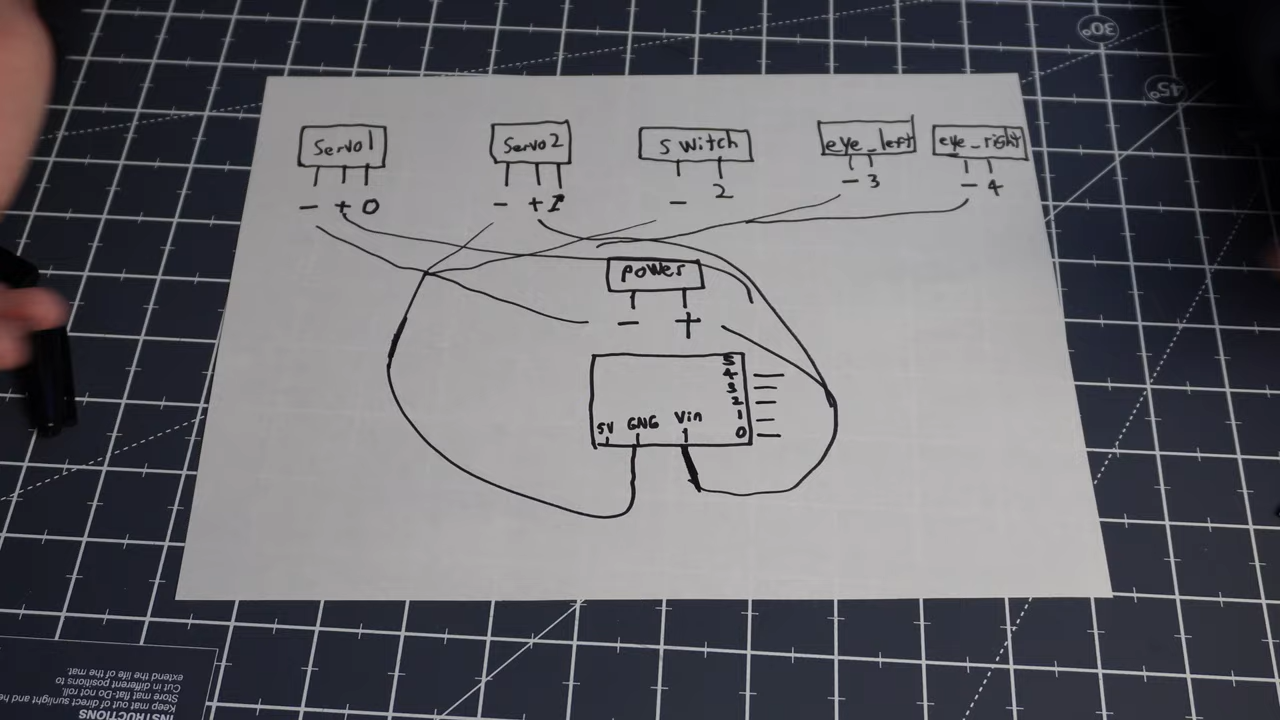 30°
45°
Servo1
Servo2
switch
eye_left
eye_right
- + 0
- + 1
- 2
- 3
- 4
power
- +
5
4
3
2
1
0
5V GNG Vin
INSTRUCTIONS
Keep mat out of direct sunlight and he
Store mat flat-Do not roll.
Cut in different positions to
extend the life of the mat.